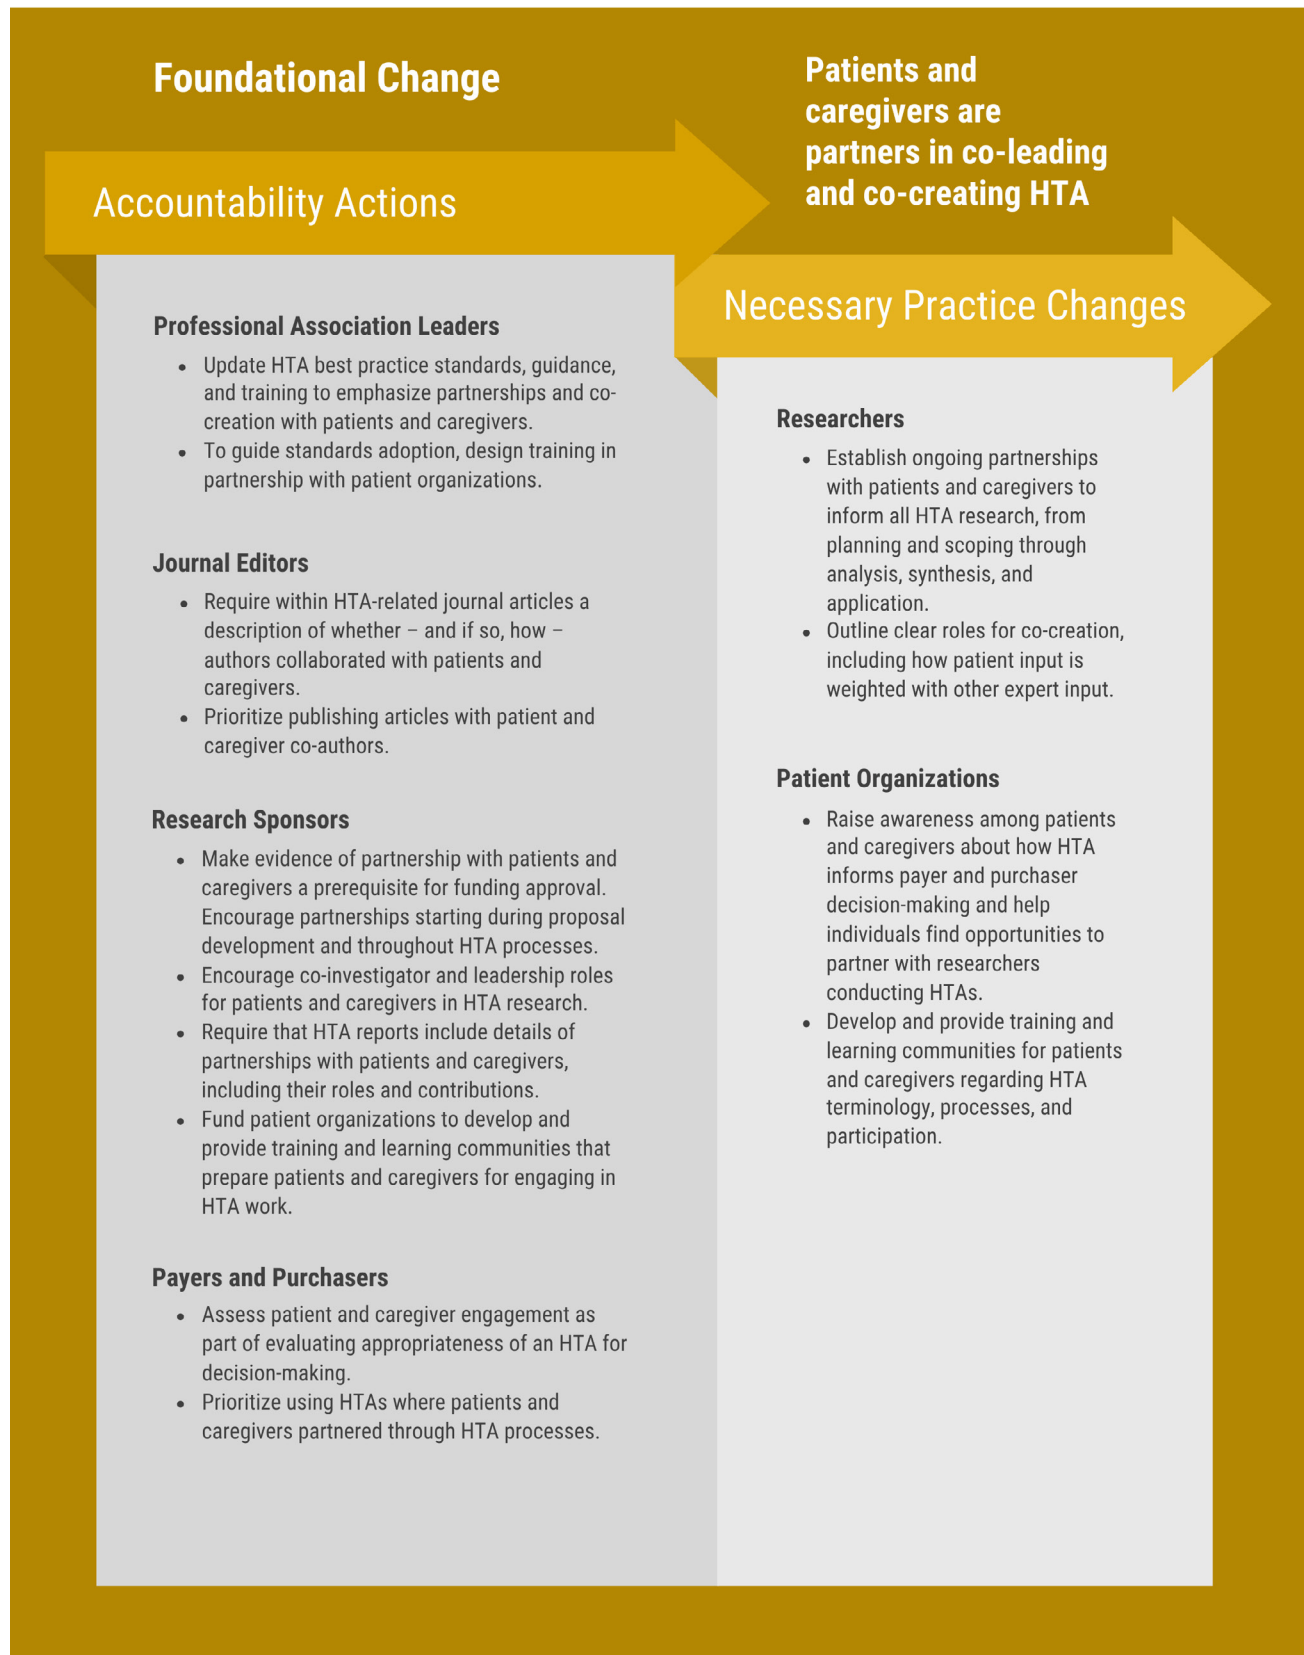 Foundational Change
Patients and
caregivers are
partners in co-leading
and co-creating HTA
Accountability Actions
Necessary Practice Changes
Professional Association Leaders
• Update HTA best practice standards, guidance,
and training to emphasize partnerships and co-
creation with patients and caregivers.
• To guide standards adoption, design training in
partnership with patient organizations.
Journal Editors
• Require within HTA-related journal articles a
description of whether – and if so, how –
authors collaborated with patients and
caregivers.
• Prioritize publishing articles with patient and
caregiver co-authors.
Research Sponsors
• Make evidence of partnership with patients and
caregivers a prerequisite for funding approval.
Encourage partnerships starting during proposal
development and throughout HTA processes.
• Encourage co-investigator and leadership roles
for patients and caregivers in HTA research.
• Require that HTA reports include details of
partnerships with patients and caregivers,
including their roles and contributions.
• Fund patient organizations to develop and
provide training and learning communities that
prepare patients and caregivers for engaging in
HTA work.
Payers and Purchasers
• Assess patient and caregiver engagement as
part of evaluating appropriateness of an HTA for
decision-making.
• Prioritize using HTAs where patients and
caregivers partnered through HTA processes.
Researchers
• Establish ongoing partnerships
with patients and caregivers to
inform all HTA research, from
planning and scoping through
analysis, synthesis, and
application.
• Outline clear roles for co-creation,
including how patient input is
weighted with other expert input.
Patient Organizations
• Raise awareness among patients
and caregivers about how HTA
informs payer and purchaser
decision-making and help
individuals find opportunities to
partner with researchers
conducting HTAs.
• Develop and provide training and
learning communities for patients
and caregivers regarding HTA
terminology, processes, and
participation.